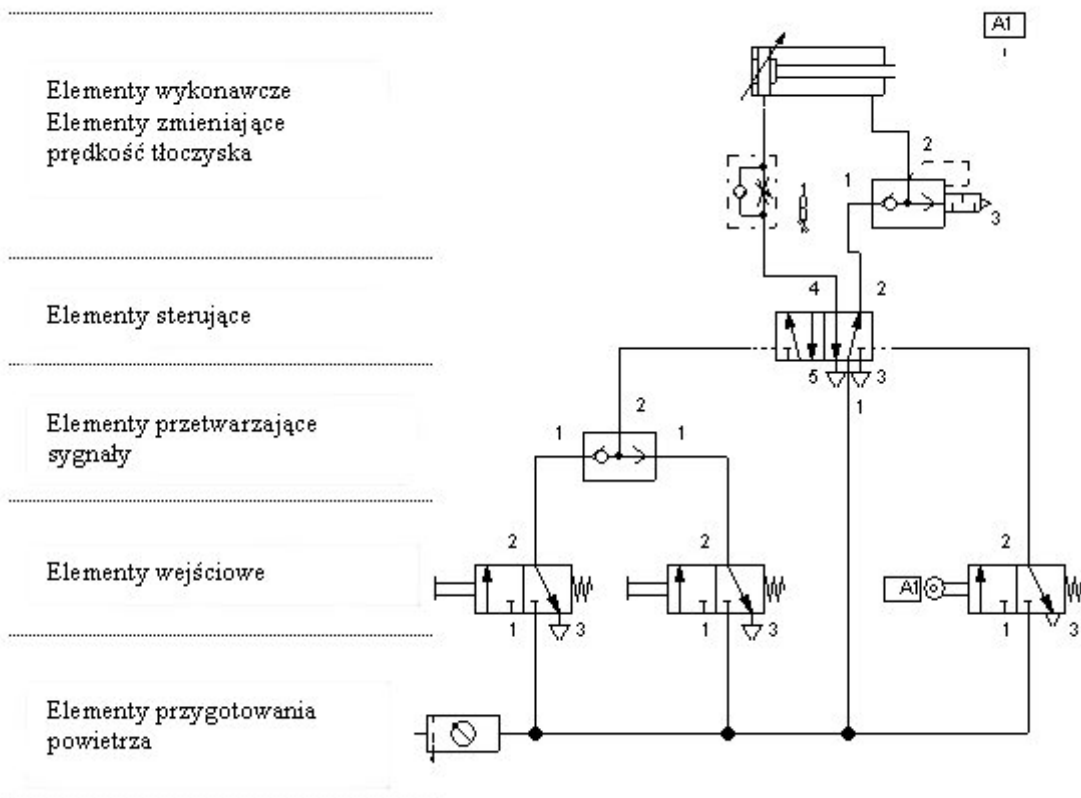 A1
Elementy wykonawcze
Elementy zmieniające
prędkość tłoczyska
2
1
1
3
Elementy sterujące
4 2
5 3
1
Elementy przetwarzające
sygnały
2
1 1
Elementy wejściowe
2 2 2
A1
1 3 1 3 1 3
Elementy przygotowania
powietrza